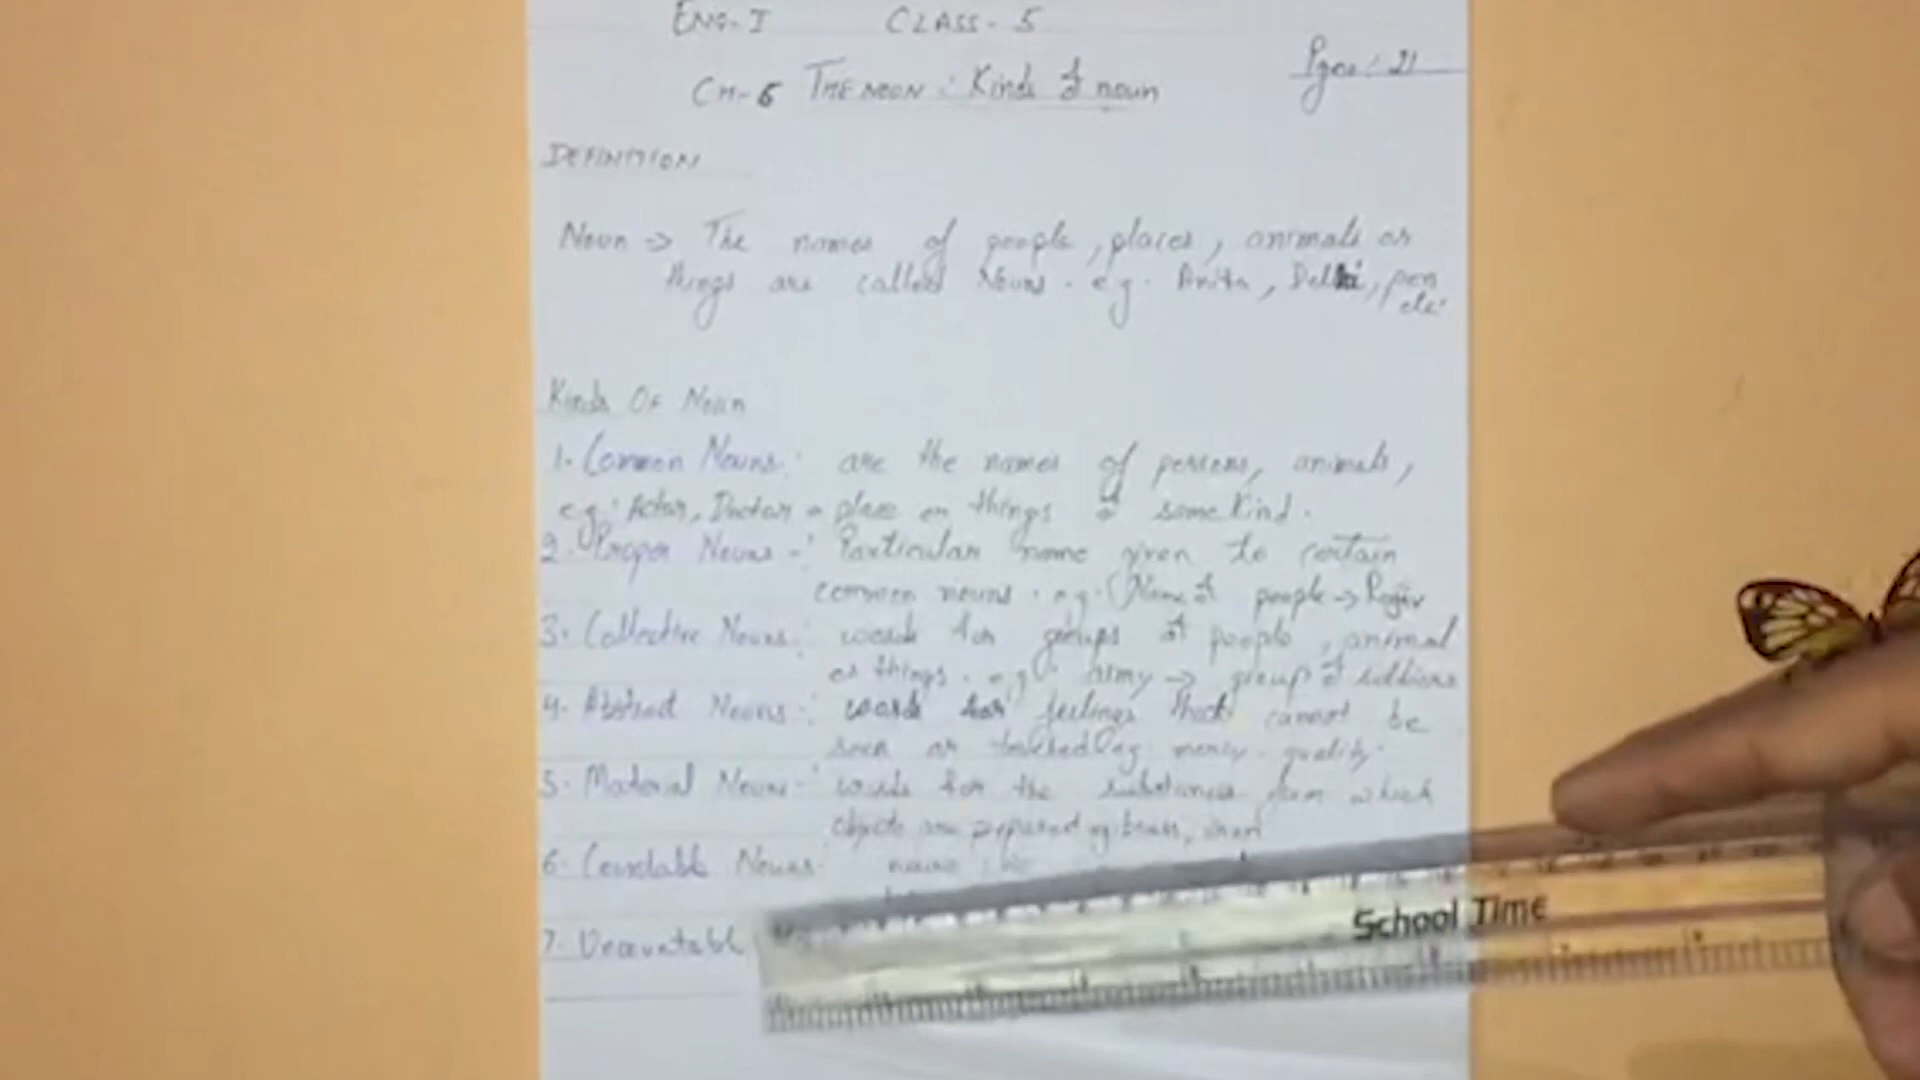 ENG-I CLASS-5
Pges: 21
CH-6 THE NOUN: Kinds of noun
DEFINITION
Noun -> The names of people, places, animals or
things are called Nouns. e.g. Anita, Delhi, pen
etc.
Kinds OF Noun
1. Common Nouns: are the names of persons, animals,
e.g: Actor, Doctor place or things of some kind.
2. Proper Nouns -: Particular name given to certain
common nouns. e.g. (Name of people -> Rajiv
3. Collective Nouns: words for groups of people, animal
or things. e.g. army -> group of soldiers
4. Abstract Nouns: words for feelings that cannot be
seen or touched eg. mercy, quality.
5. Material Nouns: words for the substances from which
objects are prepared eg. brass, iron
6. Countable Nouns:
7. Uncountable
School Time